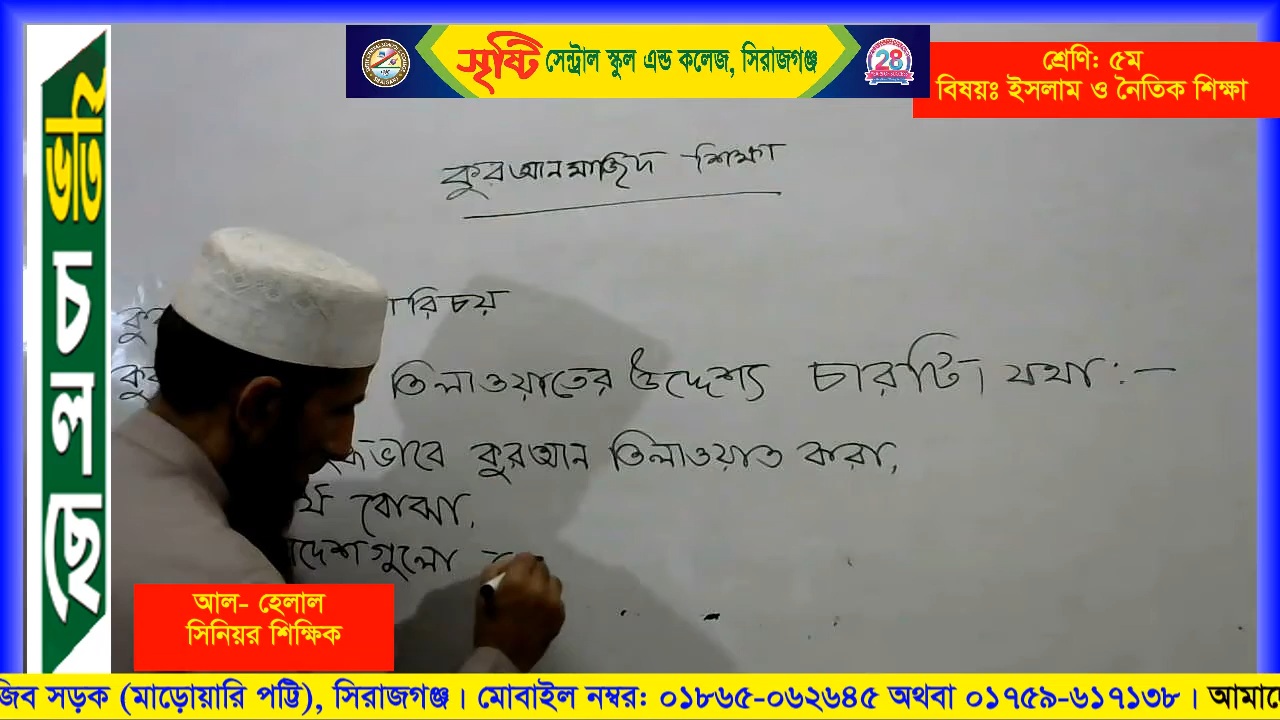 সৃষ্টি সেন্ট্রাল স্কুল এন্ড কলেজ, সিরাজগঞ্জ
28
শ্রেণি: ৫ম
বিষয়ঃ ইসলাম ও নৈতিক শিক্ষা
ভর্তি চলছে
কুরআন মাজিদ শিক্ষা
রিচয়
তিলাওয়াতের উদ্দেশ্য চারটি। যথা:-
ভাবে কুরআন তিলাওয়াত করা,
র্থ বোঝা,
দেশগুলো
আল- হেলাল
সিনিয়র শিক্ষিক
জিব সড়ক (মাড়োয়ারি পট্টি), সিরাজগঞ্জ। মোবাইল নম্বর: ০১৮৬৫-০৬২৬৪৫ অথবা ০১৭৫৯-৬১৭১৩৮। আমাদে